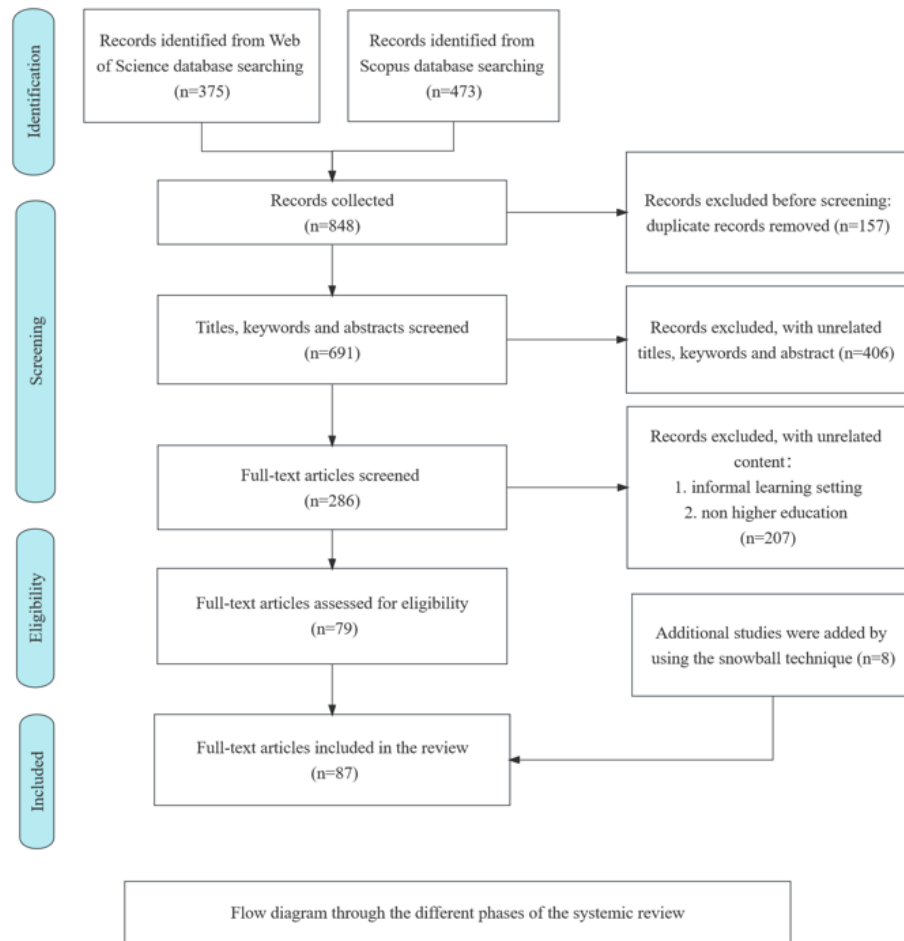 Identification
Records identified from Web
of Science database searching
(n=375)
Records identified from
Scopus database searching
(n=473)
Screening
Records collected
(n=848)
Records excluded before screening:
duplicate records removed (n=157)
Titles, keywords and abstracts screened
(n=691)
Records excluded, with unrelated
titles, keywords and abstract (n=406)
Full-text articles screened
(n=286)
Records excluded, with unrelated
content:
1. informal learning setting
2. non higher education
(n=207)
Eligibility
Full-text articles assessed for eligibility
(n=79)
Additional studies were added by
using the snowball technique (n=8)
Included
Full-text articles included in the review
(n=87)
Flow diagram through the different phases of the systemic review